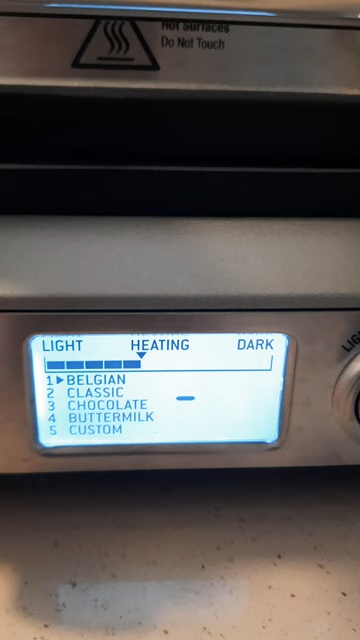 Hot Surfaces
Do Not Touch
LIGHT HEATING DARK
1 BELGIAN
2 CLASSIC
3 CHOCOLATE
4 BUTTERMILK
5 CUSTOM